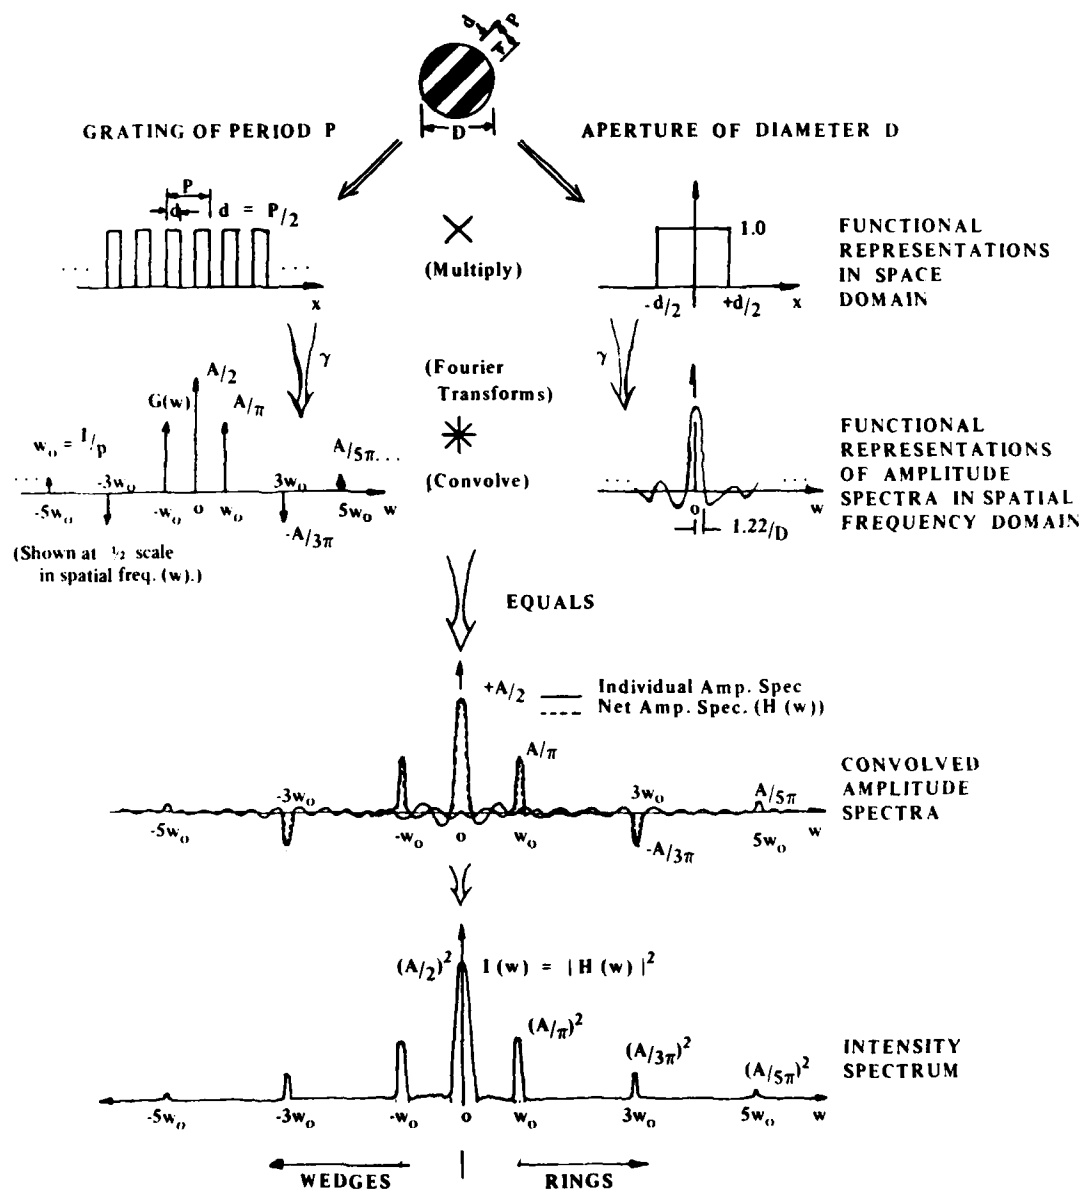 d
P
r
D
GRATING OF PERIOD P
APERTURE OF DIAMETER D
P
d
d = P/2
. . . .
. . . .
x
(Multiply)
1.0
-d/2
+d/2
x
FUNCTIONAL
REPRESENTATIONS
IN SPACE
DOMAIN
γ
γ
(Fourier
Transforms)
(Convolve)
G(w)
A/2
A/π
w₀ = 1/p
A/5π. . .
-5w₀
-3w₀
-w₀
o
w₀
3w₀
5w₀
w
-A/3π
(Shown at ½ scale
in spatial freq. (w).)
. . . .
. . . .
o
w
1.22/D
FUNCTIONAL
REPRESENTATIONS
OF AMPLITUDE
SPECTRA IN SPATIAL
FREQUENCY DOMAIN
EQUALS
+A/2
Individual Amp. Spec
Net Amp. Spec. (H (w))
A/π
-3w₀
3w₀
A/5π
-5w₀
-w₀
o
w₀
-A/3π
5w₀
w
CONVOLVED
AMPLITUDE
SPECTRA
(A/2)²
I (w) = | H (w) |²
(A/π)²
(A/3π)²
(A/5π)²
-5w₀
-3w₀
-w₀
o
w₀
3w₀
5w₀
w
INTENSITY
SPECTRUM
WEDGES
RINGS